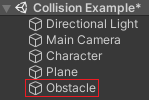 Collision Example*
Directional Light
Main Camera
Character
Plane
Obstacle